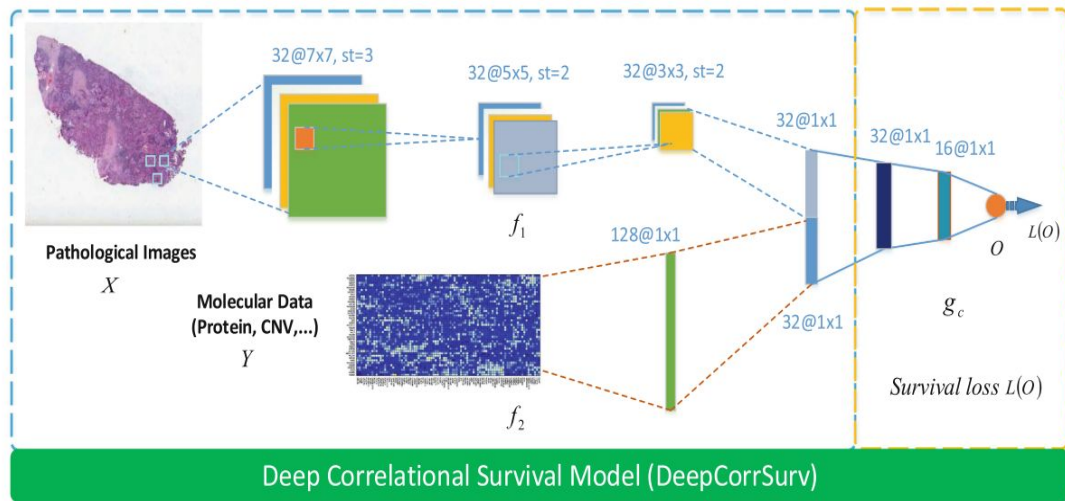 32@7x7, st=3
32@5x5, st=2
32@3x3, st=2
32@1x1
32@1x1
16@1x1
f₁
O
L(O)
Pathological Images
X
128@1x1
Molecular Data
(Protein, CNV,...)
Y
32@1x1
g_c
f₂
Survival loss L(O)
Deep Correlational Survival Model (DeepCorrSurv)